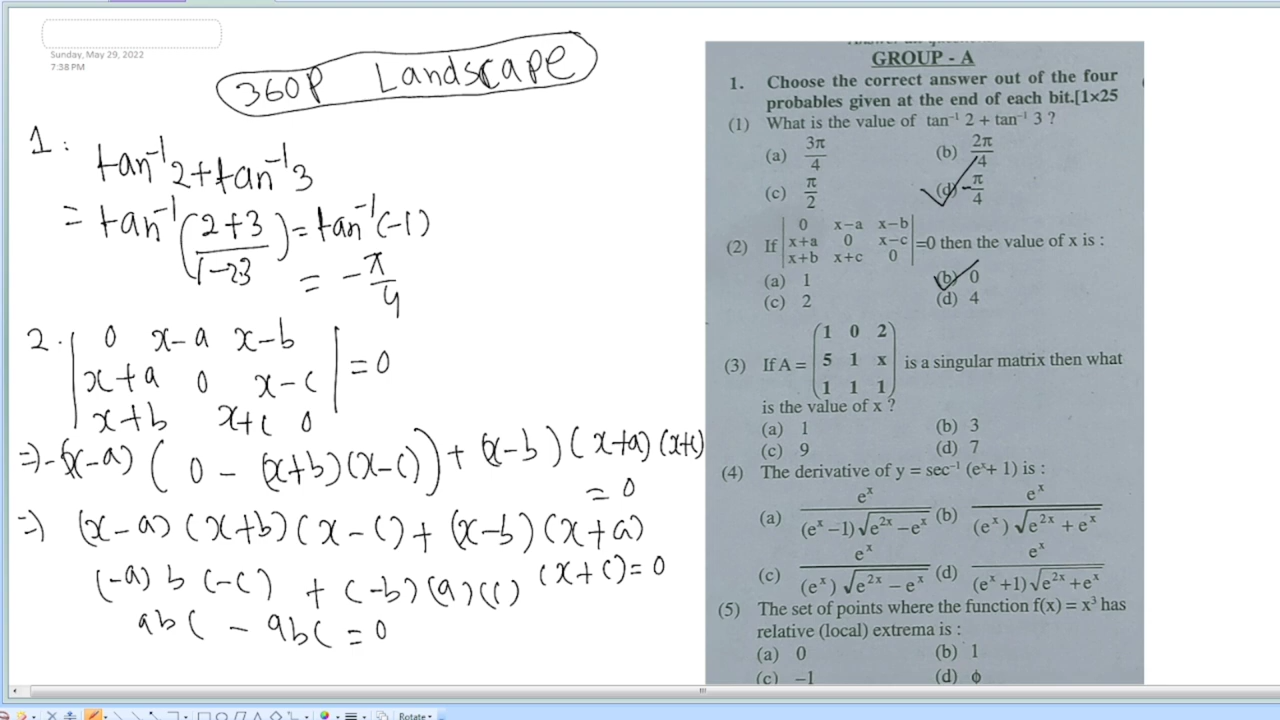 Sunday, May 29, 2022
7:38 PM
360P Landscape
1:
tan⁻¹2+tan⁻¹3
= tan⁻¹(2+3/1-2·3) = tan⁻¹(-1)
= -π/4
2. | 0 x-a x-b |
| x+a 0 x-c | = 0
| x+b x+c 0 |
⇒ -(x-a) ( 0 - (x+b)(x-c) ) + (x-b) (x+a) (x+c)
= 0
⇒ (x-a) (x+b) (x-c) + (x-b) (x+a)
(x+c) = 0
(-a) b (-c) + (-b) (a) (c)
abc - abc = 0
GROUP - A
1. Choose the correct answer out of the four
probables given at the end of each bit.[1×25
(1) What is the value of tan⁻¹ 2 + tan⁻¹ 3 ?
(a) 3π/4 (b) 2π/4
(c) π/2 (d) -π/4
(2) If | 0 x-a x-b |
| x+a 0 x-c | =0 then the value of x is :
| x+b x+c 0 |
(a) 1 (b) 0
(c) 2 (d) 4
(3) If A = ( 1 0 2 )
( 5 1 x ) is a singular matrix then what
( 1 1 1 )
is the value of x ?
(a) 1 (b) 3
(c) 9 (d) 7
(4) The derivative of y = sec⁻¹ (eˣ+ 1) is :
(a) eˣ/(eˣ-1)√e²ˣ-eˣ (b) eˣ/(eˣ)√e²ˣ+eˣ
(c) eˣ/(eˣ)√e²ˣ-eˣ (d) eˣ/(eˣ+1)√e²ˣ+eˣ
(5) The set of points where the function f(x) = x³ has
relative (local) extrema is :
(a) 0 (b) 1
(c) -1 (d) ϕ
Rotate